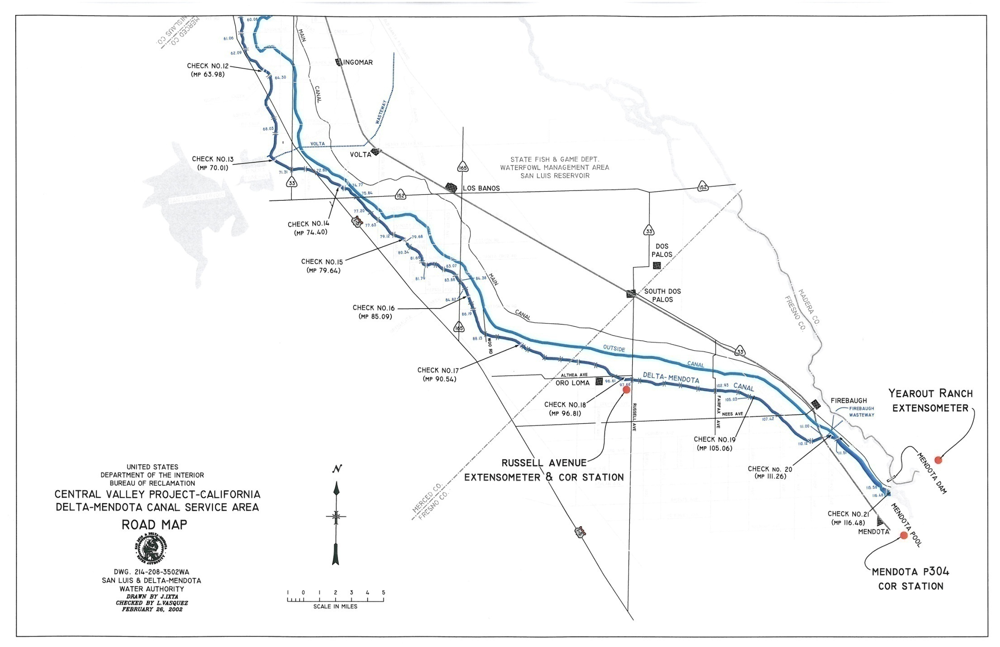 MERCED CO.
NISLAUS CO.
60.06
61.06
62.09
MAIN
CANAL
INGOMAR
CHECK NO.12
(MP 63.98)
64.30
WASTEWAY
68.03
VOLTA
VOLTA
CHECK NO.13
(MP 70.01)
71.31
72.80
33
74.77
75.84
152
165
LOS BANOS
STATE FISH & GAME DEPT.
WATERFOWL MANAGEMENT AREA
SAN LUIS RESERVOIR
152
SAN LUIS RESERVOIR
77.20
77.63
I-5
CHECK NO.14
(MP 74.40)
79.12
79.68
33
DOS
PALOS
CHECK NO.15
(MP 79.64)
80.34
81.69
81.79
83.07
83.88
84.38
MAIN
CANAL
84.82
SOUTH DOS
PALOS
CHECK NO.16
(MP 85.09)
86.19
165
88.13
WOO RD
MADERA CO.
FRESNO CO.
OUTSIDE
CANAL
33
CHECK NO.17
(MP 90.54)
ALTHEA AVE
ORO LOMA
96.61
97.68
DELTA-MENDOTA
CANAL
102.93
105.03
CHECK NO.18
(MP 96.81)
RUSSELL AVE
FAIRFAX AVE
NEES AVE
107.42
FIREBAUGH
FIREBAUGH
WASTEWAY
111.00
110.12
111.51
YEAROUT RANCH
EXTENSOMETER
CHECK NO.19
(MP 105.06)
RUSSELL AVENUE
EXTENSOMETER & COR STATION
CHECK NO. 20
(MP 111.26)
MENDOTA DAM
115.58
116.48
CHECK NO.21
(MP 116.48)
MENDOTA
MENDOTA POOL
MERCED CO.
FRESNO CO.
I-5
MENDOTA P304
COR STATION
UNITED STATES
DEPARTMENT OF THE INTERIOR
BUREAU OF RECLAMATION
CENTRAL VALLEY PROJECT-CALIFORNIA
DELTA-MENDOTA CANAL SERVICE AREA
ROAD MAP
SAN LUIS & DELTA-MENDOTA
WATER AUTHORITY
DWG. 214-208-3502WA
SAN LUIS & DELTA-MENDOTA
WATER AUTHORITY
DRAWN BY J.IXTA
CHECKED BY L.VASQUEZ
FEBRUARY 26, 2002
N
1 0 1 2 3 4 5
SCALE IN MILES